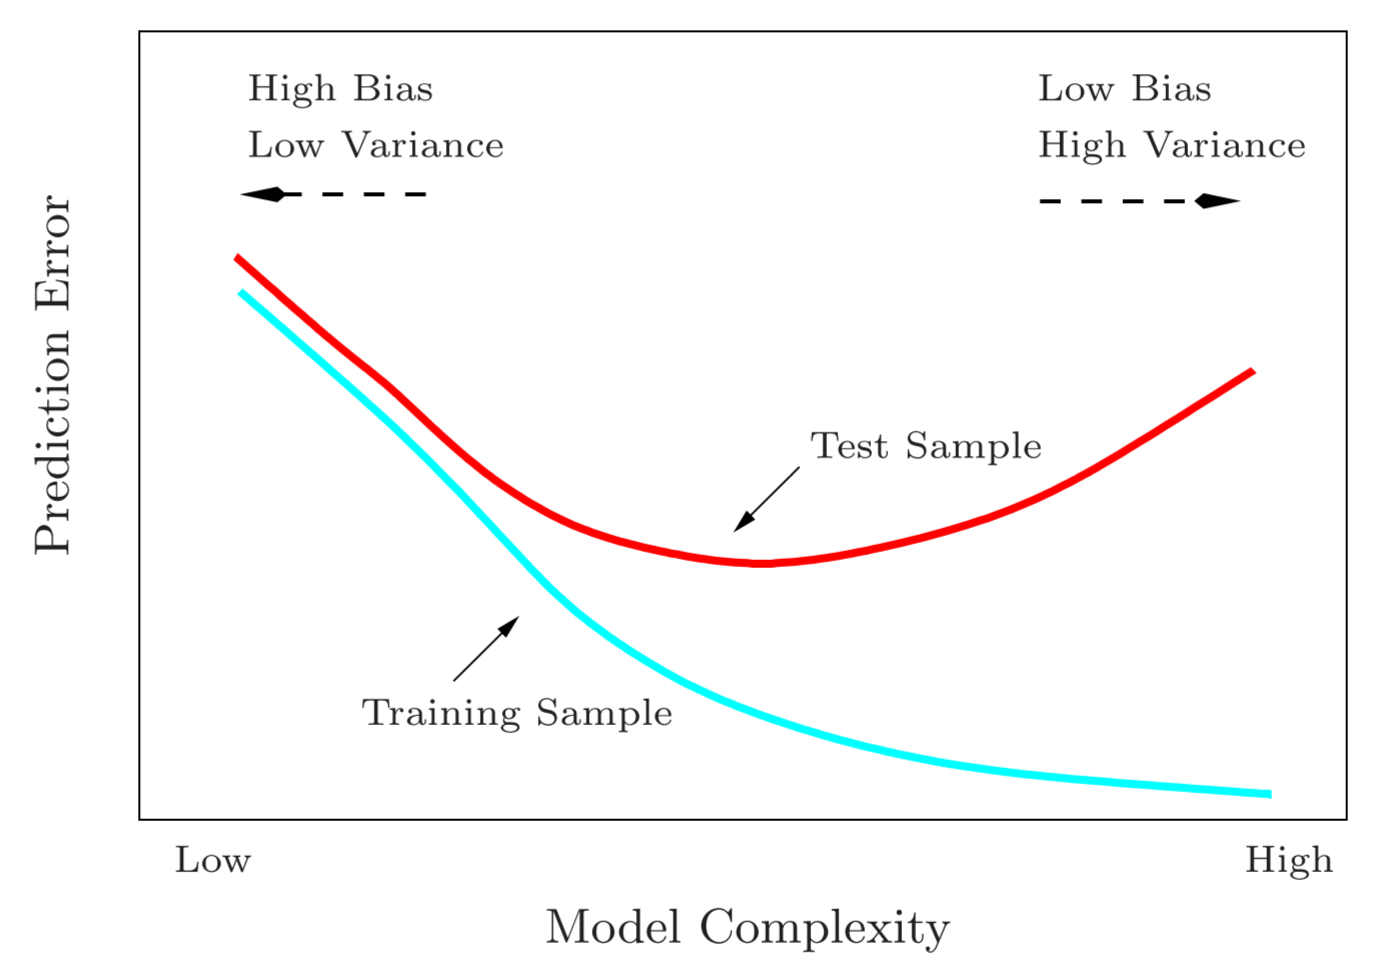 High Bias
Low Variance
Low Bias
High Variance
Prediction Error
Test Sample
Training Sample
Low
High
Model Complexity